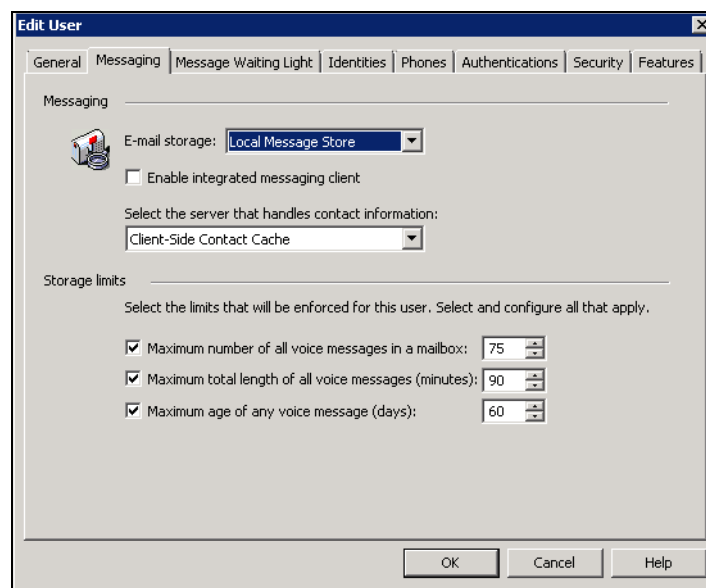 Edit User
General Messaging Message Waiting Light Identities Phones Authentications Security Features
Messaging
E-mail storage: Local Message Store
Enable integrated messaging client
Select the server that handles contact information:
Client-Side Contact Cache
Storage limits
Select the limits that will be enforced for this user. Select and configure all that apply.
Maximum number of all voice messages in a mailbox: 75
Maximum total length of all voice messages (minutes): 90
Maximum age of any voice message (days): 60
OK Cancel Help